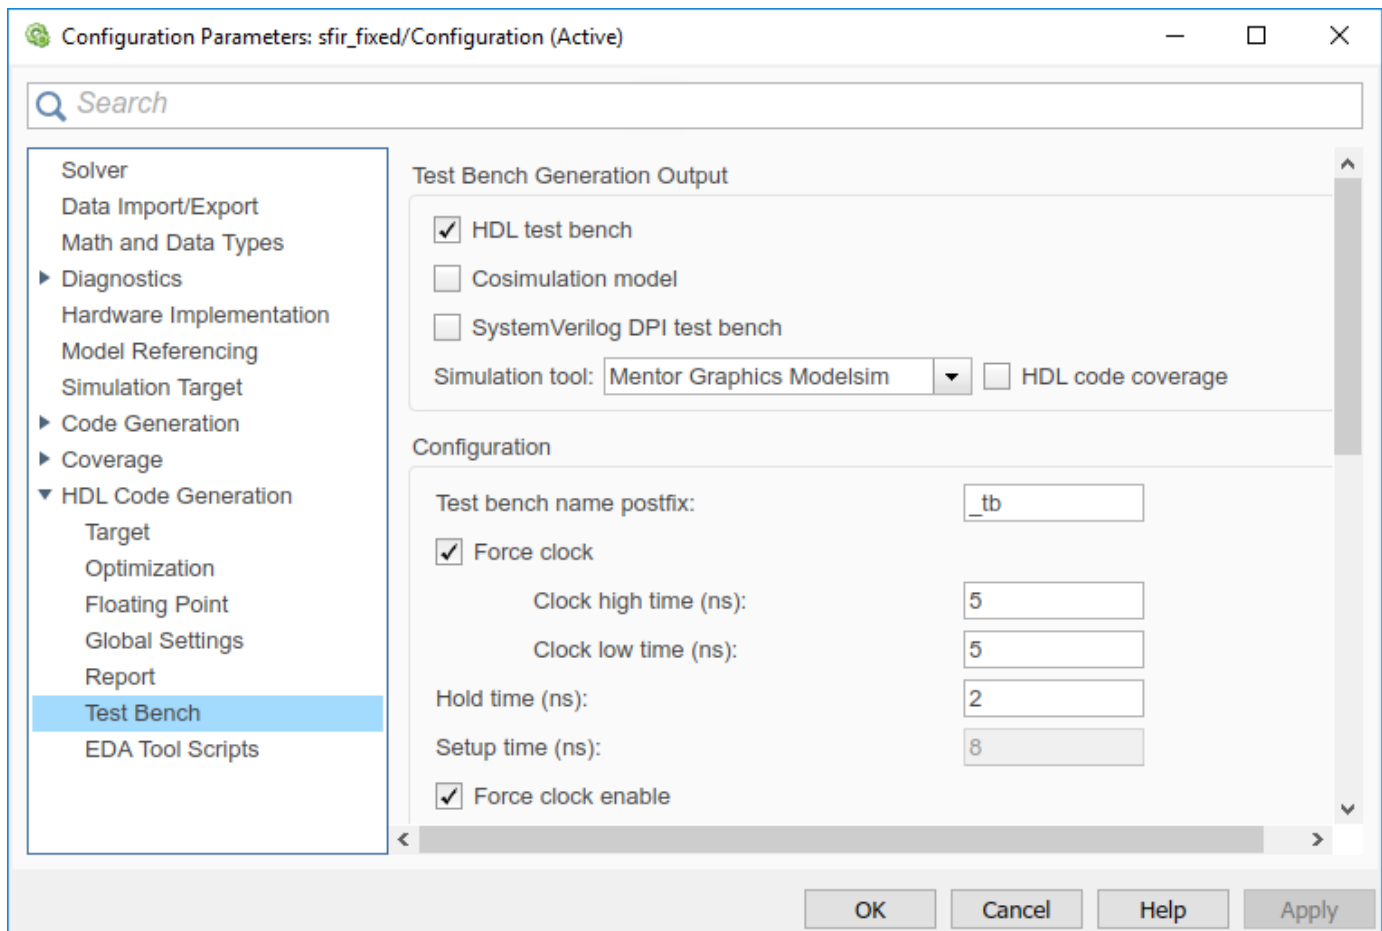 Configuration Parameters: sfir_fixed/Configuration (Active)
Search
Solver
Data Import/Export
Math and Data Types
Diagnostics
Hardware Implementation
Model Referencing
Simulation Target
Code Generation
Coverage
HDL Code Generation
Target
Optimization
Floating Point
Global Settings
Report
Test Bench
EDA Tool Scripts
Test Bench Generation Output
HDL test bench
Cosimulation model
SystemVerilog DPI test bench
Simulation tool: Mentor Graphics Modelsim HDL code coverage
Configuration
Test bench name postfix: _tb
Force clock
Clock high time (ns): 5
Clock low time (ns): 5
Hold time (ns): 2
Setup time (ns): 8
Force clock enable
OK Cancel Help Apply